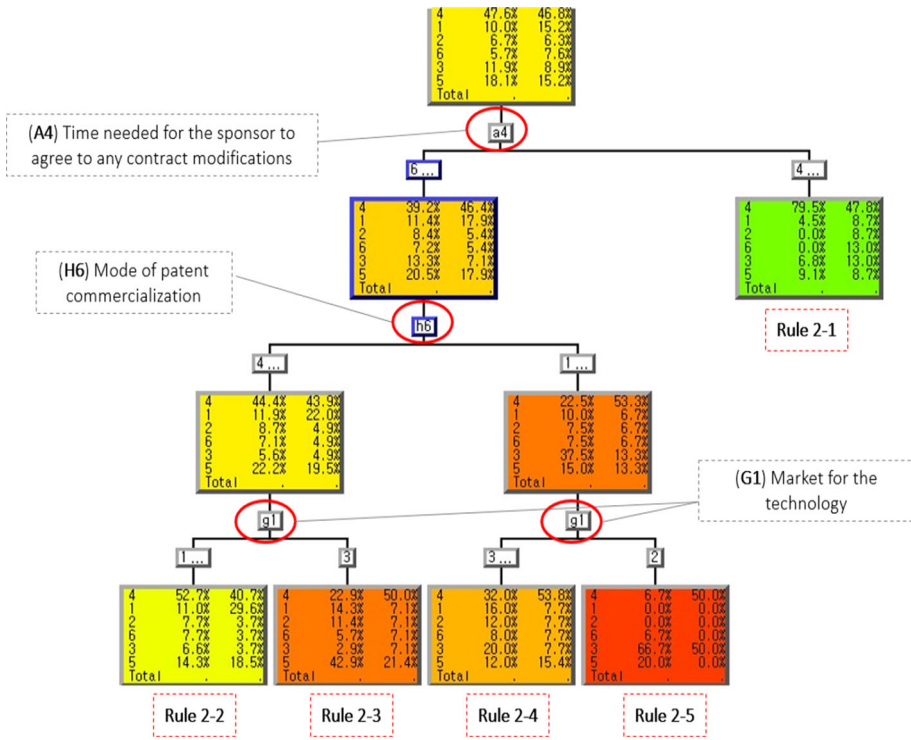 4 47.6% 46.8%
1 10.0% 15.2%
2 6.7% 6.3%
6 5.7% 7.6%
3 11.9% 8.9%
5 18.1% 15.2%
Total . .
(A4) Time needed for the sponsor to
agree to any contract modifications
a4
6 ...
4 ...
4 39.2% 46.4%
1 11.4% 17.9%
2 8.4% 5.4%
6 7.2% 5.4%
3 13.3% 7.1%
5 20.5% 17.9%
Total . .
4 79.5% 47.8%
1 4.5% 8.7%
2 0.0% 8.7%
6 0.0% 13.0%
3 6.8% 13.0%
5 9.1% 8.7%
Total . .
(H6) Mode of patent
commercialization
h6
Rule 2-1
4 ...
1 ...
4 44.4% 43.9%
1 11.9% 22.0%
2 8.7% 4.9%
6 7.1% 4.9%
3 5.6% 4.9%
5 22.2% 19.5%
Total . .
4 22.5% 53.3%
1 10.0% 6.7%
2 7.5% 6.7%
6 7.5% 6.7%
3 37.5% 13.3%
5 15.0% 13.3%
Total . .
(G1) Market for the
technology
g1
g1
1 ...
3
3 ...
2
4 52.7% 40.7%
1 11.0% 29.6%
2 7.7% 3.7%
6 7.7% 3.7%
3 6.6% 3.7%
5 14.3% 18.5%
Total . .
4 22.9% 50.0%
1 14.3% 7.1%
2 11.4% 7.1%
6 5.7% 7.1%
3 2.9% 7.1%
5 42.9% 21.4%
Total . .
4 32.0% 53.8%
1 16.0% 7.7%
2 12.0% 7.7%
6 8.0% 7.7%
3 20.0% 7.7%
5 12.0% 15.4%
Total . .
4 6.7% 50.0%
1 0.0% 0.0%
2 0.0% 0.0%
6 6.7% 0.0%
3 66.7% 50.0%
5 20.0% 0.0%
Total . .
Rule 2-2
Rule 2-3
Rule 2-4
Rule 2-5